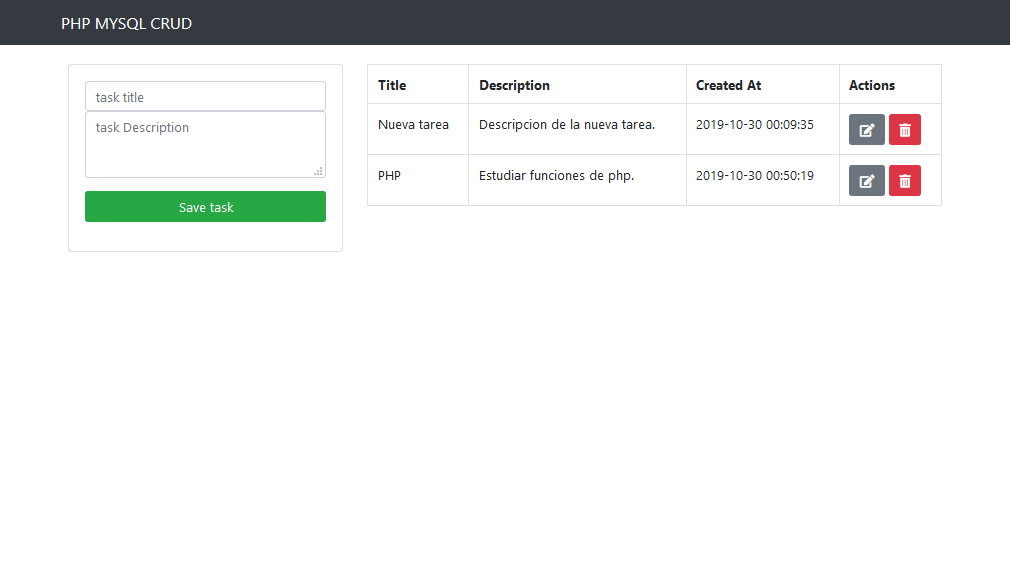 PHP MYSQL CRUD
task title
task Description
Save task
Title Description Created At Actions
Nueva tarea Descripcion de la nueva tarea. 2019-10-30 00:09:35
PHP Estudiar funciones de php. 2019-10-30 00:50:19